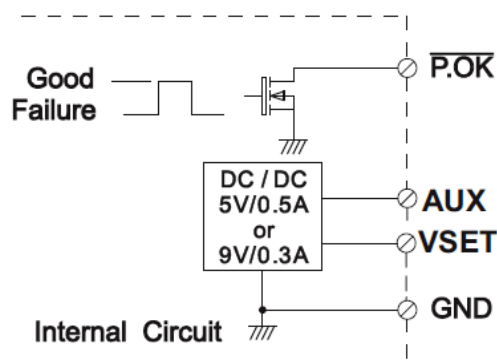 P.OK
Good
Failure
DC / DC
5V/0.5A
or
9V/0.3A
AUX
VSET
GND
Internal Circuit